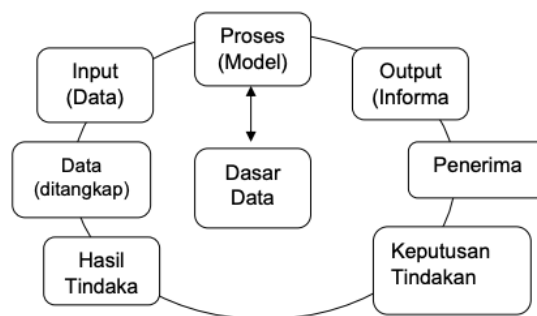 Proses
(Model)
Input
(Data)
Output
(Informa
Data
(ditangkap)
Dasar
Data
Penerima
Hasil
Tindaka
Keputusan
Tindakan